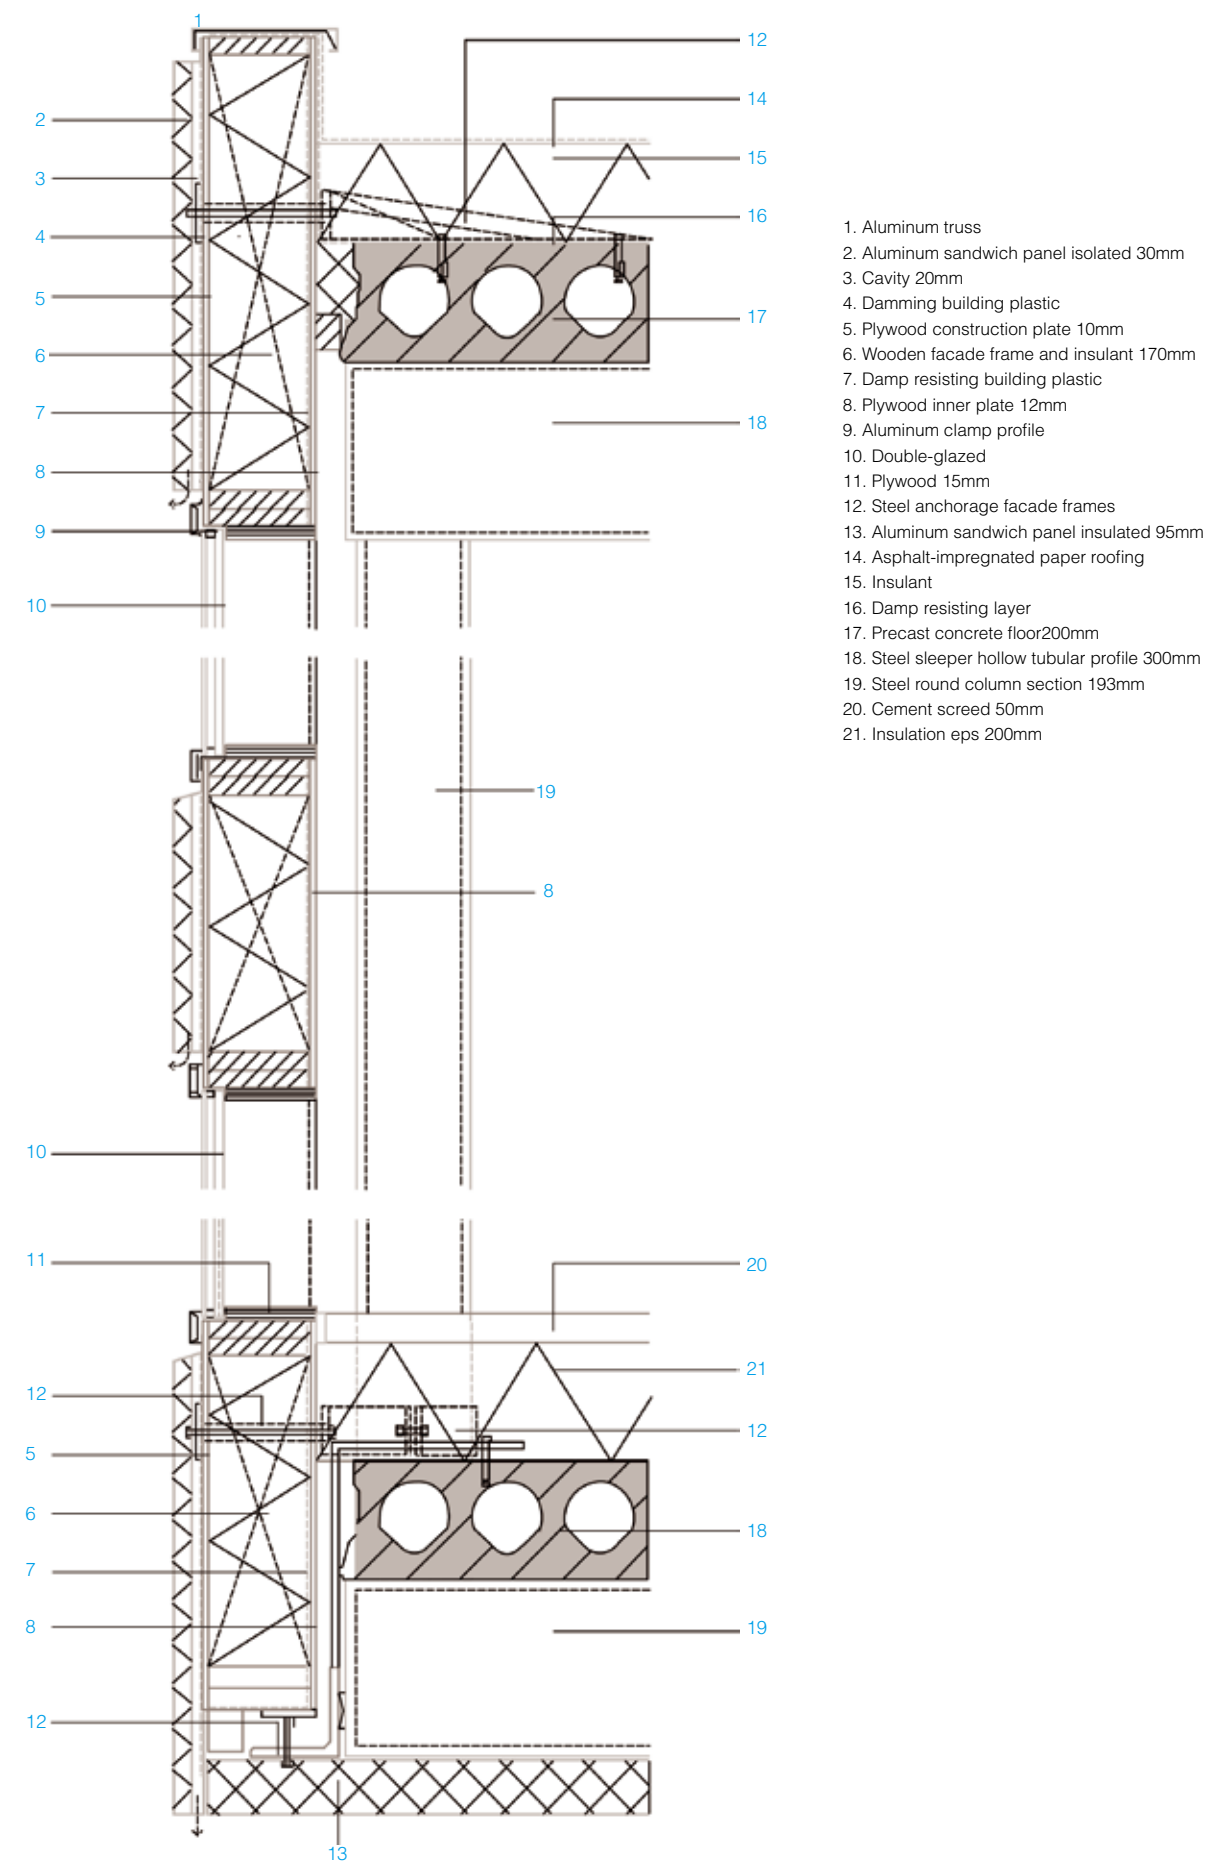 1
12
14
2
15
3
16
4
5
17
6
7
18
8
9
10
19
8
10
11
20
21
12
12
5
6
18
7
8
19
12
13
1. Aluminum truss
2. Aluminum sandwich panel isolated 30mm
3. Cavity 20mm
4. Damming building plastic
5. Plywood construction plate 10mm
6. Wooden facade frame and insulant 170mm
7. Damp resisting building plastic
8. Plywood inner plate 12mm
9. Aluminum clamp profile
10. Double-glazed
11. Plywood 15mm
12. Steel anchorage facade frames
13. Aluminum sandwich panel insulated 95mm
14. Asphalt-impregnated paper roofing
15. Insulant
16. Damp resisting layer
17. Precast concrete floor200mm
18. Steel sleeper hollow tubular profile 300mm
19. Steel round column section 193mm
20. Cement screed 50mm
21. Insulation eps 200mm